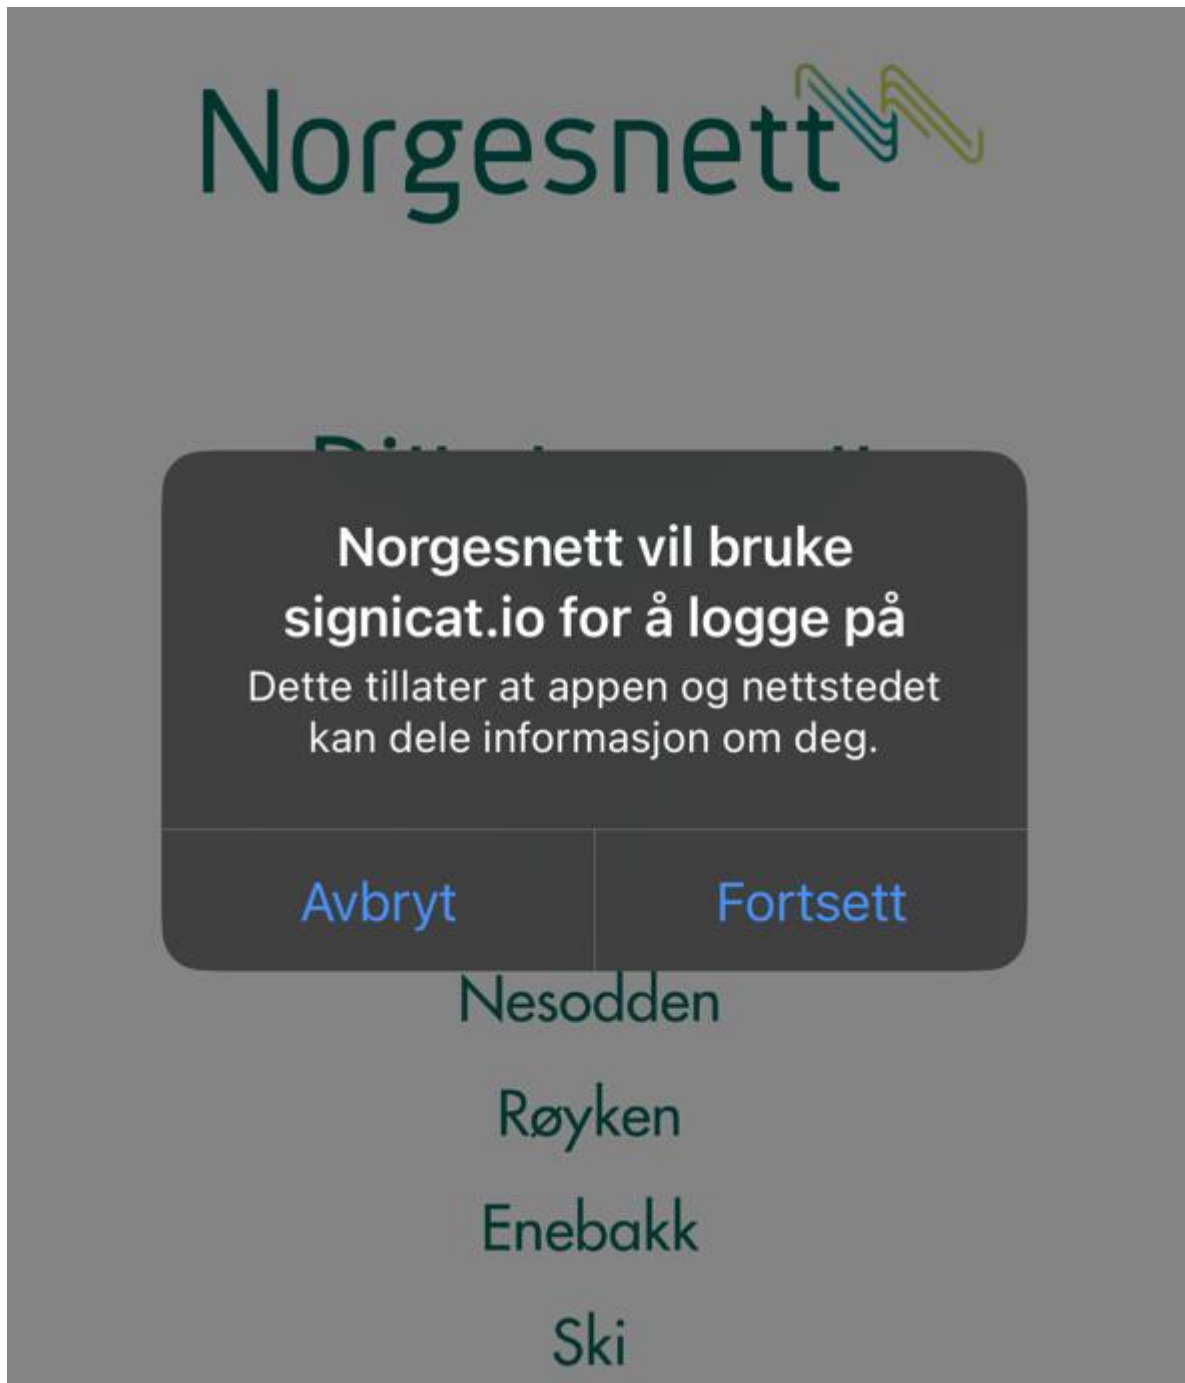 Norgesnett
Norgesnett vil bruke
signicat.io for å logge på
Dette tillater at appen og nettstedet
kan dele informasjon om deg.
Avbryt
Fortsett
Nesodden
Røyken
Enebakk
Ski